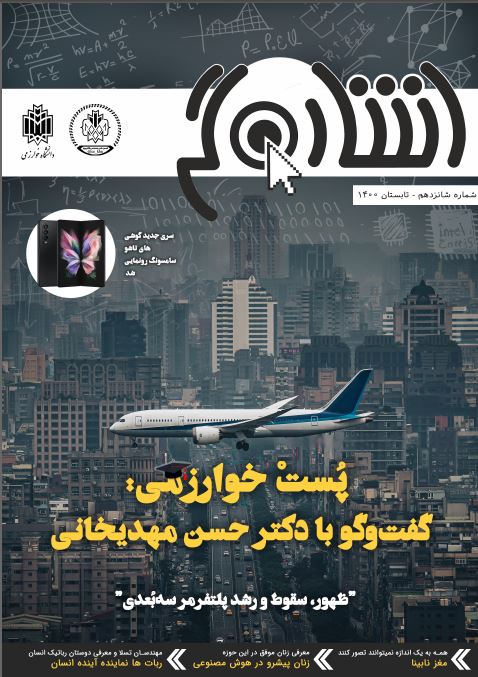 اشاره‌گر
دانشگاه خوارزمی
شماره شانزدهم - تابستان ۱۴۰۰
سری جدید گوشی
های تاشو
سامسونگ رونمایی
شد
پُستْ خوارزمی:
گفت‌وگو با دکتر حسن مهدیخانی
"ظهور، سقوط و رشد پلتفرمر سه‌بُعدی"
همه به یک اندازه نمیتوانند تصور کنند
مغز نابینا
معرفی زنان موفق در این حوزه
زنان پیشرو در هوش مصنوعی
مهندسان تسلا و معرفی دوستان رباتیک انسان
ربات ها نماینده آینده انسان